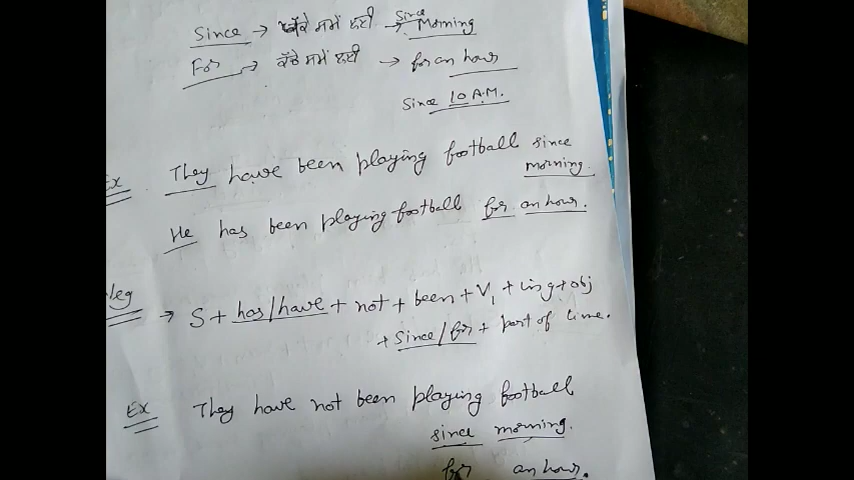 Since → ਪੱਕੇ ਸਮੇਂ ਲਈ → Since Morning
For → ਕੱਚੇ ਸਮੇਂ ਲਈ → for an hour
Since 10 A.M.
Ex They have been playing football since
morning.
He has been playing football for an hour.
Neg → S + has/have + not + been + V1 + ing + obj
+ Since/for + part of time.
Ex They have not been playing football
since morning.
for an hour.